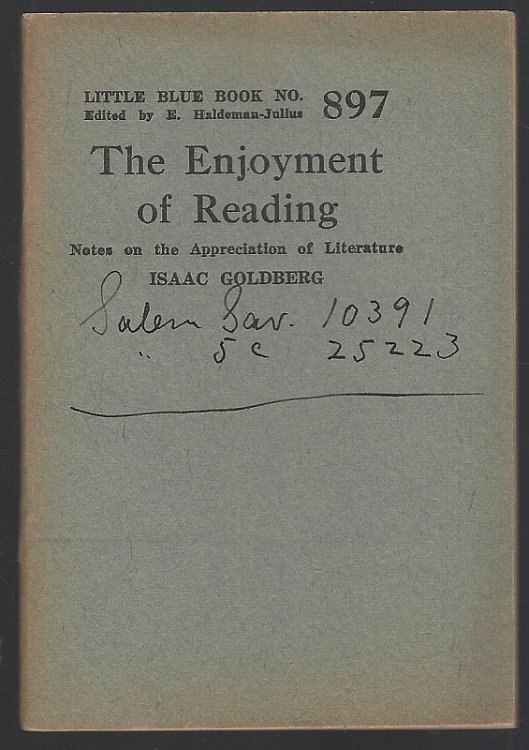 LITTLE BLUE BOOK NO. 897
Edited by E. Haldeman-Julius
The Enjoyment
of Reading
Notes on the Appreciation of Literature
ISAAC GOLDBERG
Salem Sav. 10391
" 5c 25223